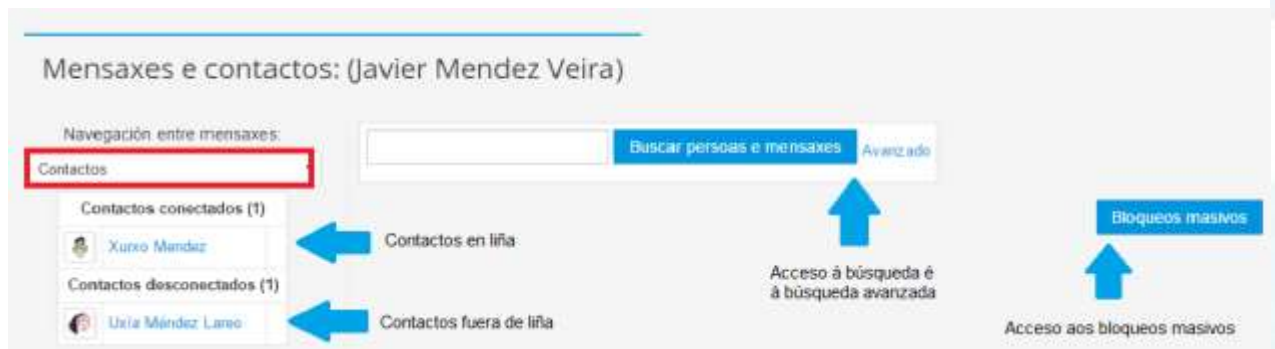 Mensaxes e contactos: (Javier Mendez Veira)
Navegación entre mensaxes:
Contactos
Buscar persoas e mensaxes
Avanzado
Contactos conectados (1)
Xurxo Mendez
Contactos en liña
Contactos desconectados (1)
Uxía Méndez Lareo
Contactos fuera de liña
Acceso á búsqueda é
á búsqueda avanzada
Bloqueos masivos
Acceso aos bloqueos masivos